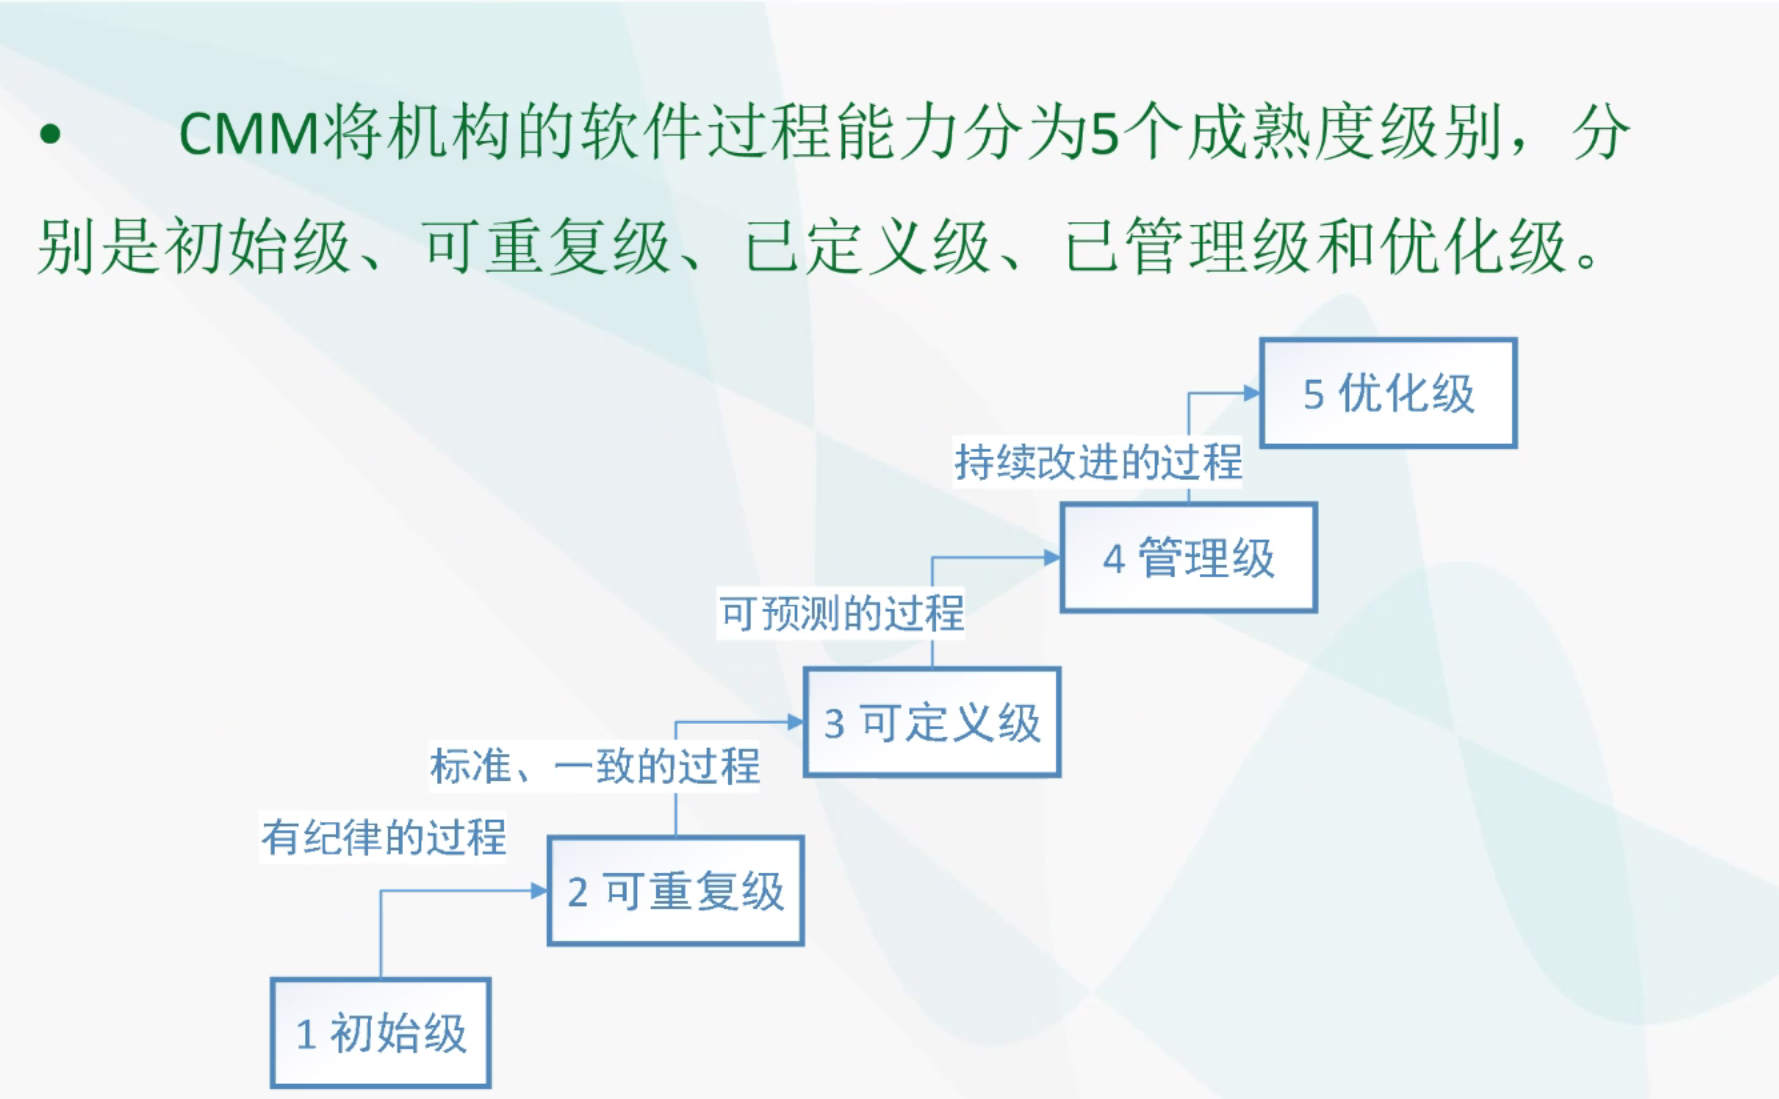 • CMM将机构的软件过程能力分为5个成熟度级别，分
别是初始级、可重复级、已定义级、已管理级和优化级。
5 优化级
持续改进的过程
4 管理级
可预测的过程
3 可定义级
标准、一致的过程
有纪律的过程
2 可重复级
1 初始级